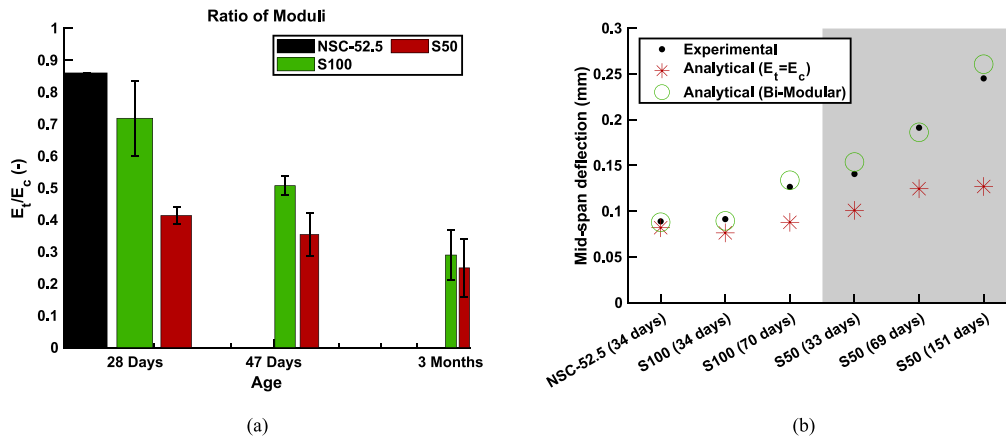 Ratio of Moduli
NSC-52.5
S50
S100
1
0.9
0.8
0.7
0.6
0.5
0.4
0.3
0.2
0.1
0
E_t/E_c (-)
28 Days
47 Days
3 Months
Age
(a)
Experimental
Analytical (E_t=E_c)
Analytical (Bi-Modular)
0.3
0.25
0.2
0.15
0.1
0.05
0
Mid-span deflection (mm)
NSC-52.5 (34 days)
S100 (34 days)
S100 (70 days)
S50 (33 days)
S50 (69 days)
S50 (151 days)
(b)